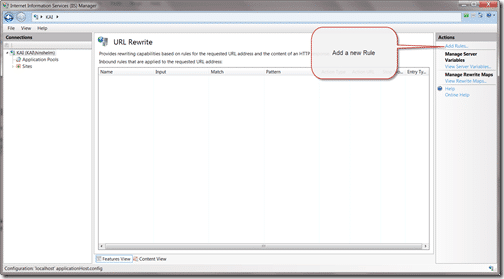 Internet Information Services (IIS) Manager
KAI
File View Help
Connections
KAI (KAI\hirsheim)
Application Pools
Sites
URL Rewrite
Provides rewriting capabilities based on rules for the requested URL address and the content of an HTTP
Inbound rules that are applied to the requested URL address:
Name Input Match Pattern Entry Ty...
Add a new Rule
Actions
Add Rules...
Manage Server Variables
View Server Variables...
Manage Rewrite Maps
View Rewrite Maps...
Help
Online Help
Features View Content View
Configuration: 'localhost' applicationHost.config